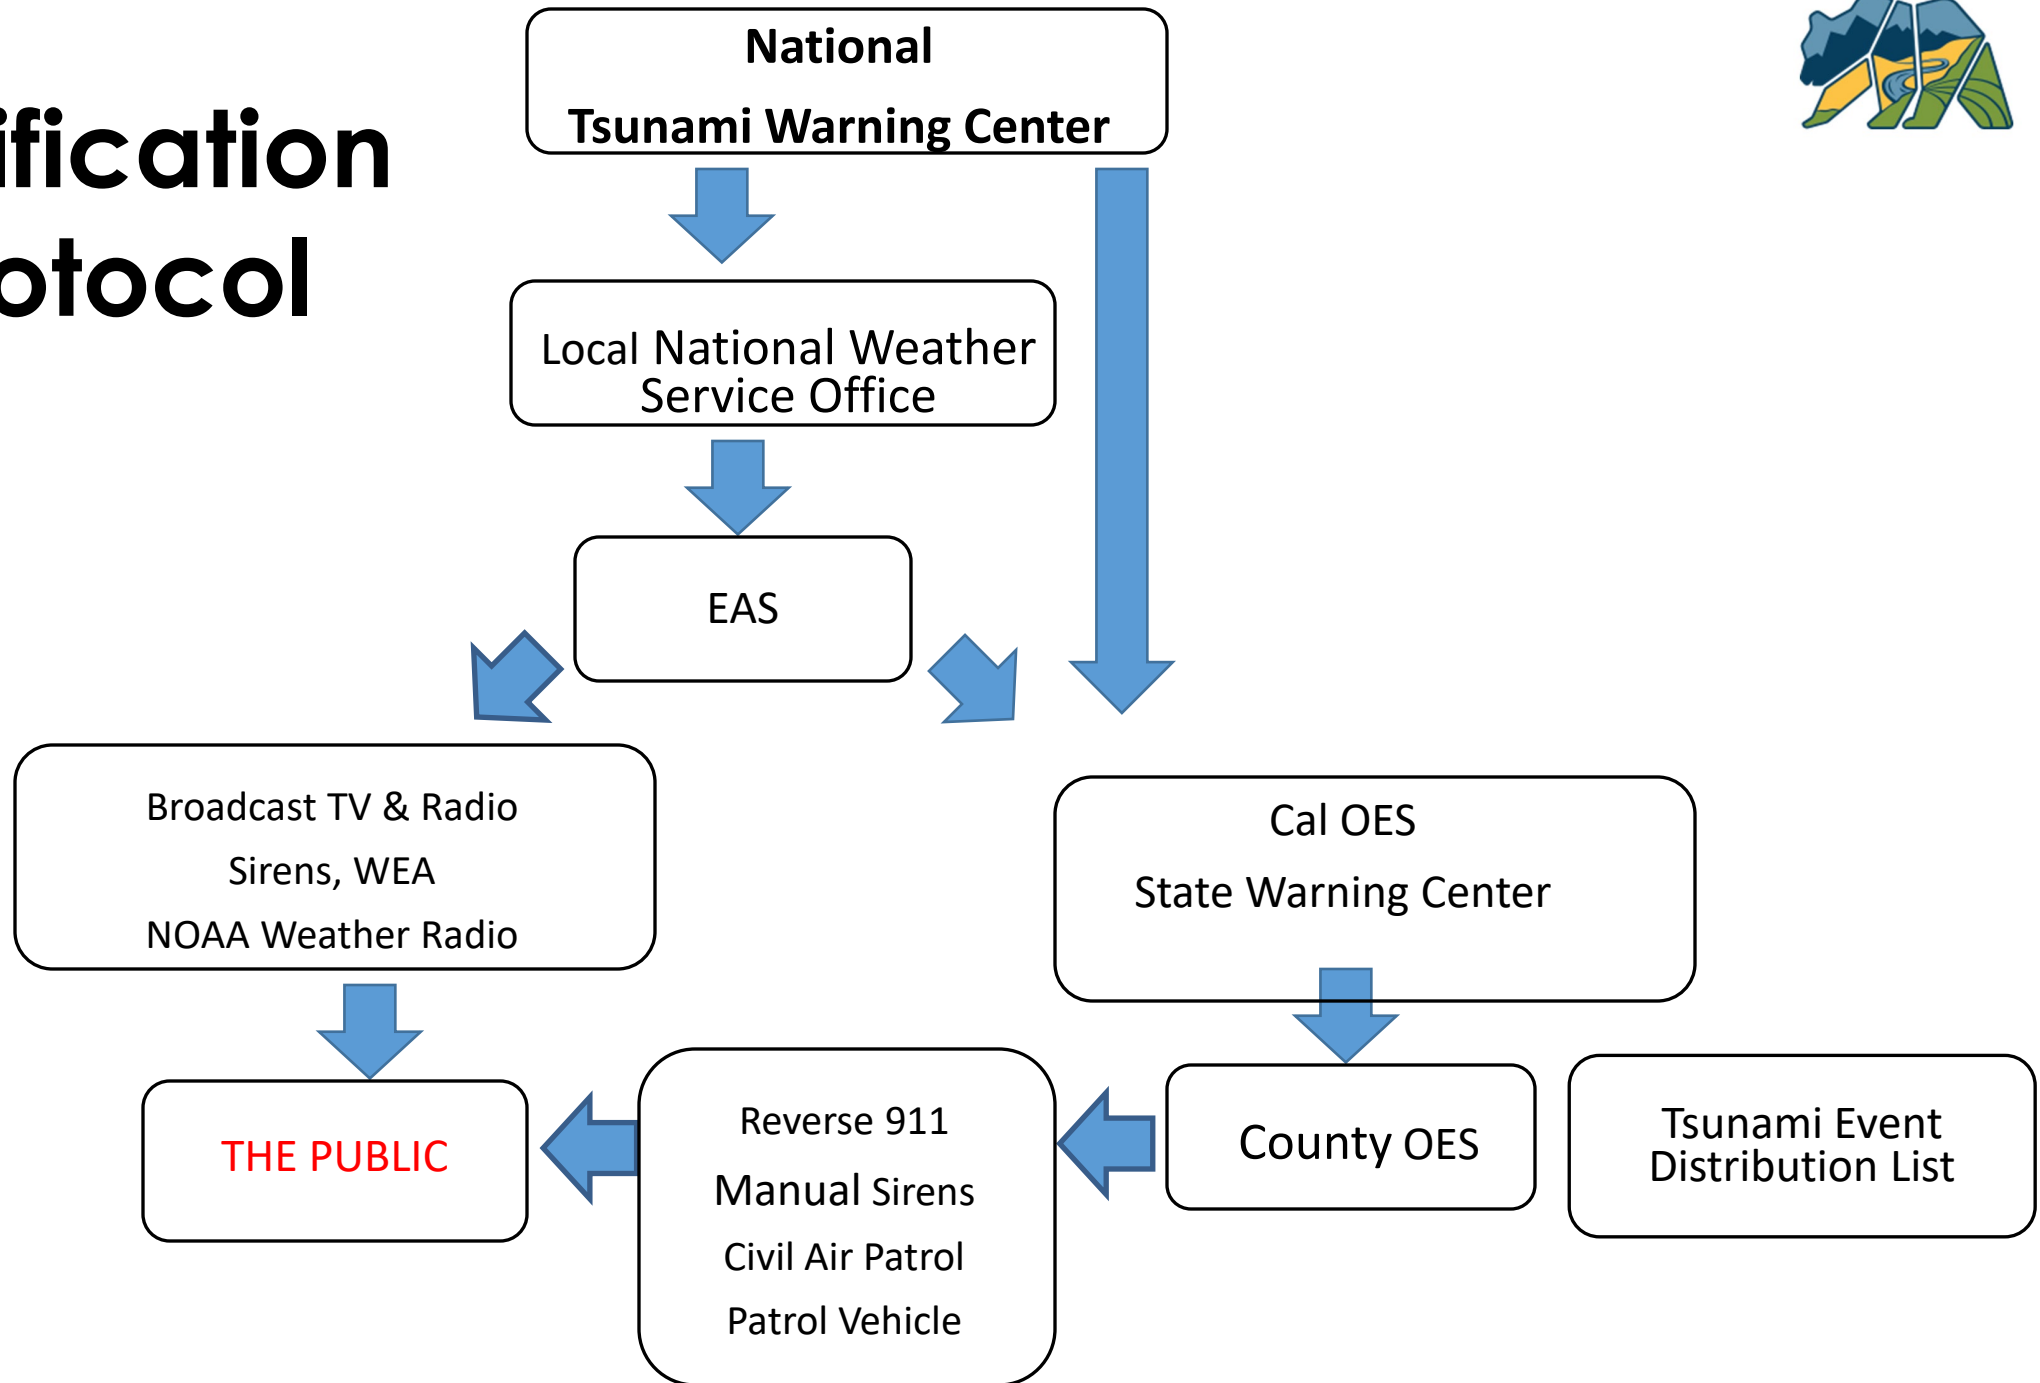 ification
otocol
National
Tsunami Warning Center
Local National Weather
Service Office
EAS
Broadcast TV & Radio
Sirens, WEA
NOAA Weather Radio
Cal OES
State Warning Center
THE PUBLIC
Reverse 911
Manual Sirens
Civil Air Patrol
Patrol Vehicle
County OES
Tsunami Event
Distribution List